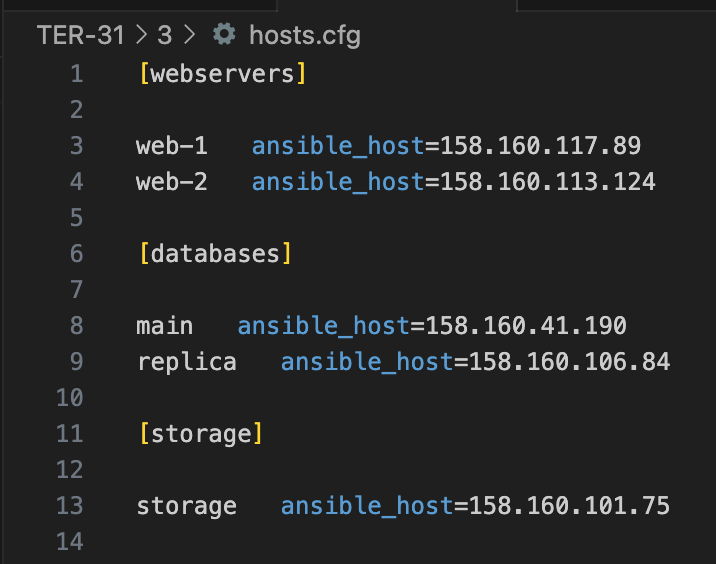 TER-31 > 3 > hosts.cfg
1 [webservers]
2
3 web-1 ansible_host=158.160.117.89
4 web-2 ansible_host=158.160.113.124
5
6 [databases]
7
8 main ansible_host=158.160.41.190
9 replica ansible_host=158.160.106.84
10
11 [storage]
12
13 storage ansible_host=158.160.101.75
14